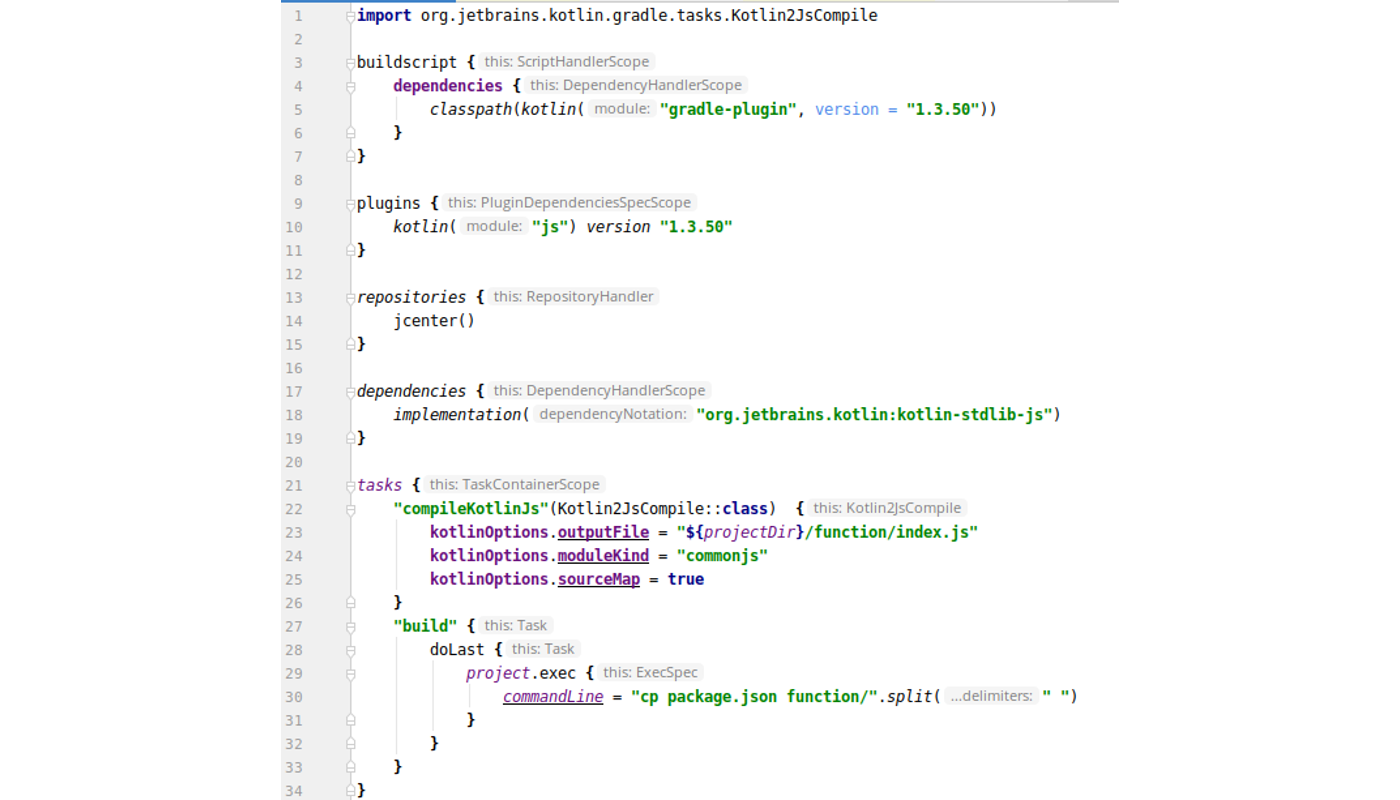 1 import org.jetbrains.kotlin.gradle.tasks.Kotlin2JsCompile
2
3 buildscript { this: ScriptHandlerScope
4     dependencies { this: DependencyHandlerScope
5         classpath(kotlin( module: "gradle-plugin", version = "1.3.50"))
6     }
7 }
8
9 plugins { this: PluginDependenciesSpecScope
10     kotlin( module: "js") version "1.3.50"
11 }
12
13 repositories { this: RepositoryHandler
14     jcenter()
15 }
16
17 dependencies { this: DependencyHandlerScope
18     implementation( dependencyNotation: "org.jetbrains.kotlin:kotlin-stdlib-js")
19 }
20
21 tasks { this: TaskContainerScope
22     "compileKotlinJs"(Kotlin2JsCompile::class)  { this: Kotlin2JsCompile
23         kotlinOptions.outputFile = "${projectDir}/function/index.js"
24         kotlinOptions.moduleKind = "commonjs"
25         kotlinOptions.sourceMap = true
26     }
27     "build" { this: Task
28         doLast { this: Task
29             project.exec { this: ExecSpec
30                 commandLine = "cp package.json function/".split( ...delimiters: " ")
31             }
32         }
33     }
34 }